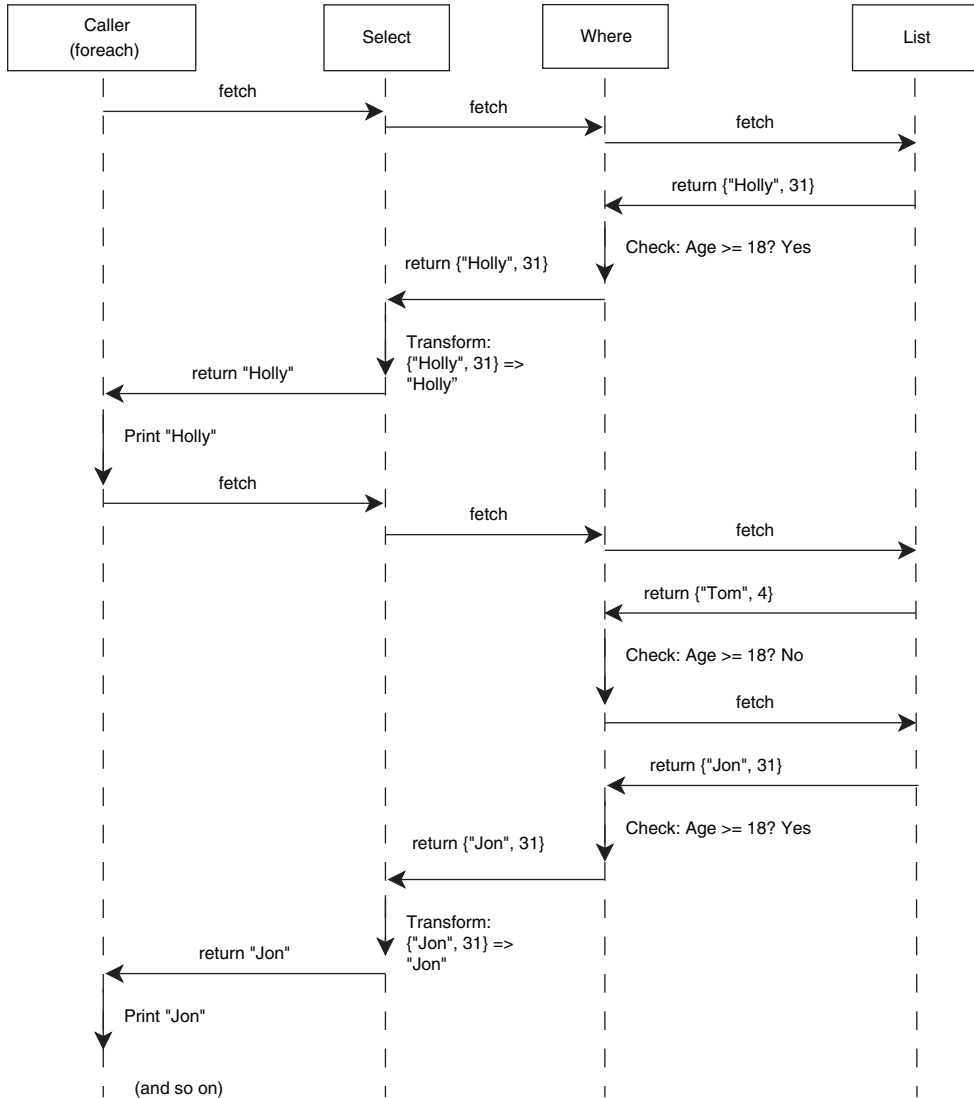 Caller
(foreach)
Select
Where
List
fetch
fetch
fetch
return {"Holly", 31}
Check: Age >= 18? Yes
return {"Holly", 31}
Transform:
{"Holly", 31} =>
"Holly”
return "Holly"
Print "Holly"
fetch
fetch
fetch
return {"Tom", 4}
Check: Age >= 18? No
fetch
return {"Jon", 31}
Check: Age >= 18? Yes
return {"Jon", 31}
Transform:
{"Jon", 31} =>
"Jon"
return "Jon"
Print "Jon"
(and so on)